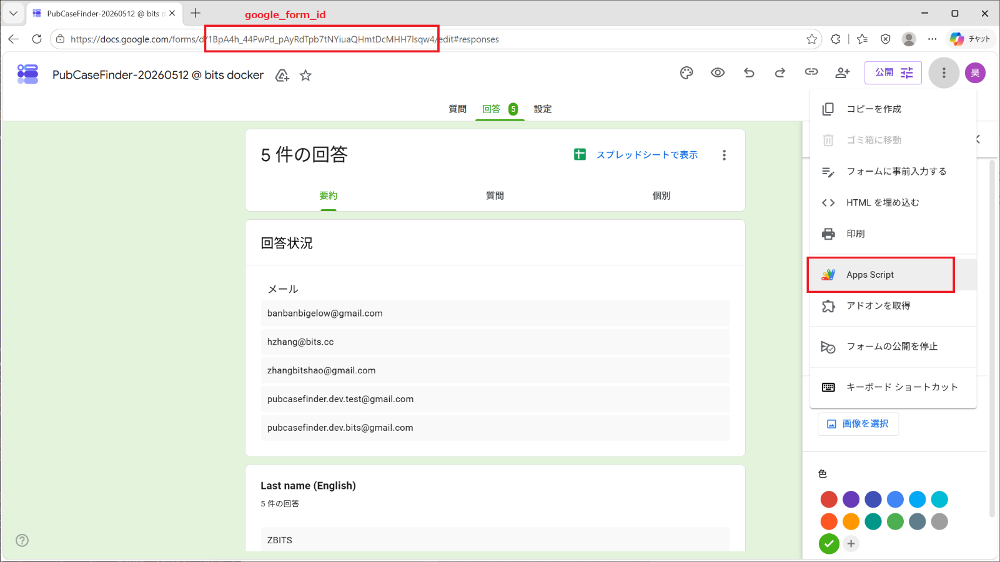 PubCaseFinder-20260512 @ bits d
google_form_id
https://docs.google.com/forms/d/1BpA4h_44PwPd_pAyRdTpb7tNYiuaQHmtDcMHH7lsqw4/edit#responses
チャット
PubCaseFinder-20260512 @ bits docker
公開
昊
質問 回答 5 設定
コピーを作成
ゴミ箱に移動
フォームに事前入力する
HTML を埋め込む
印刷
Apps Script
アドオンを取得
フォームの公開を停止
キーボード ショートカット
5 件の回答
スプレッドシートで表示
要約 質問 個別
回答状況
メール
banbanbigelow@gmail.com
hzhang@bits.cc
zhangbitshao@gmail.com
pubcasefinder.dev.test@gmail.com
pubcasefinder.dev.bits@gmail.com
Last name (English)
5 件の回答
ZBITS
画像を選択
色